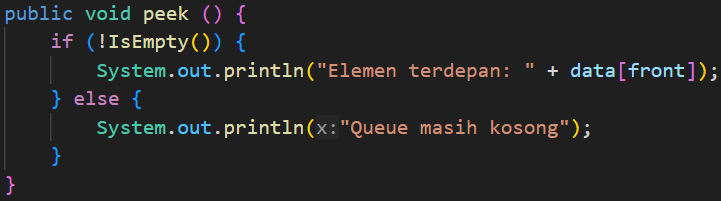 public void peek () {
if (!IsEmpty()) {
System.out.println("Elemen terdepan: " + data[front]);
} else {
System.out.println(x:"Queue masih kosong");
}
}